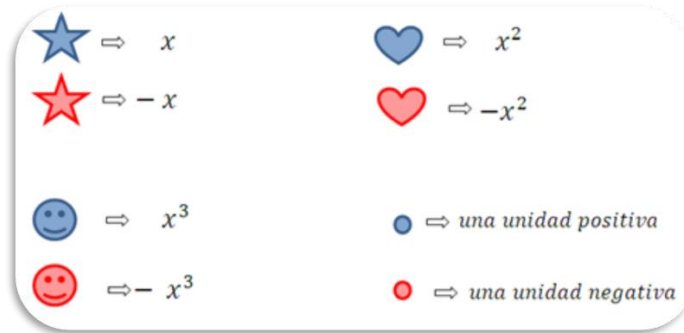 ⇨ x
⇨ x²
⇨ − x
⇨ −x²
⇨ x³
⇨ una unidad positiva
⇨ − x³
⇨ una unidad negativa